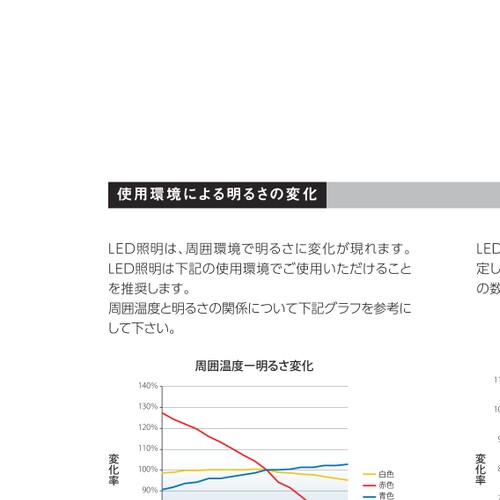 使用環境による明るさの変化
LED照明は、周囲環境で明るさに変化が現れます。
LED照明は下記の使用環境でご使用いただけること
を推奨します。
周囲温度と明るさの関係について下記グラフを参考に
して下さい。
周囲温度ー明るさ変化
140%
130%
120%
110%
100%
90%
変化率
白色
赤色
青色
LED
定し
の数
変化率